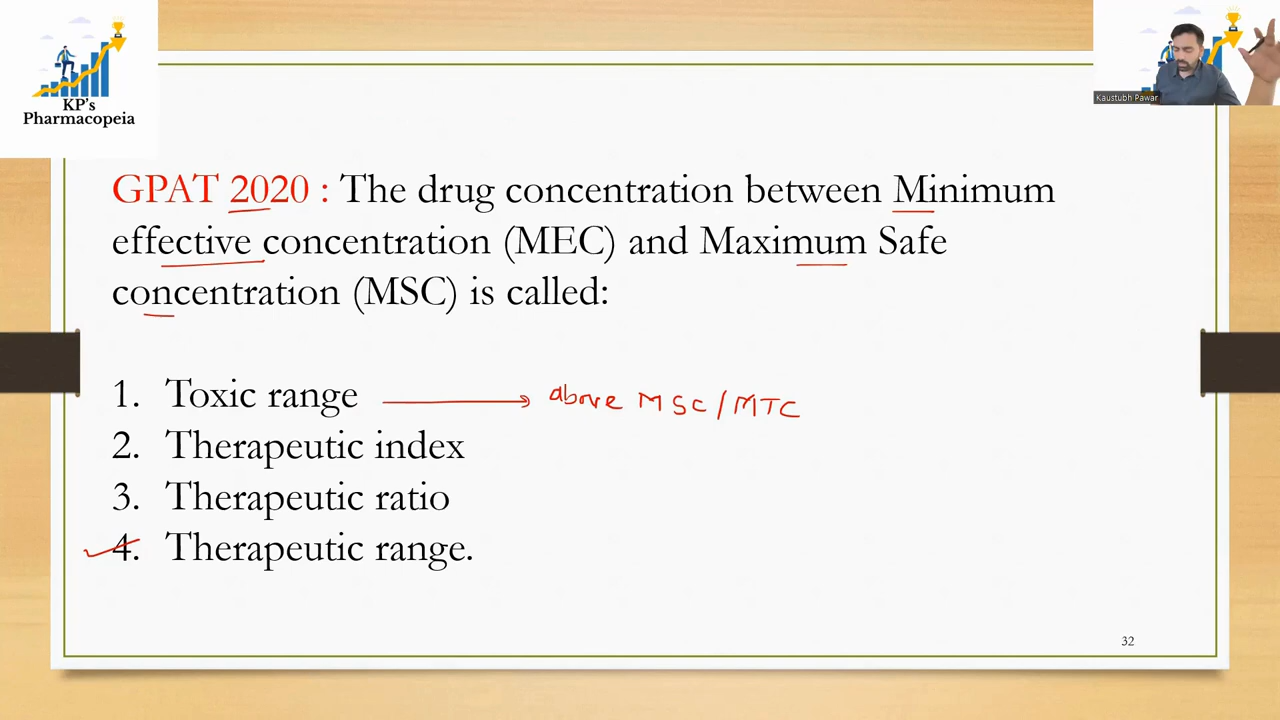 KP's
Pharmacopeia
Kaustubh Pawar
GPAT 2020 : The drug concentration between Minimum
effective concentration (MEC) and Maximum Safe
concentration (MSC) is called:
1. Toxic range above MSC/MTC
2. Therapeutic index
3. Therapeutic ratio
4. Therapeutic range.
32